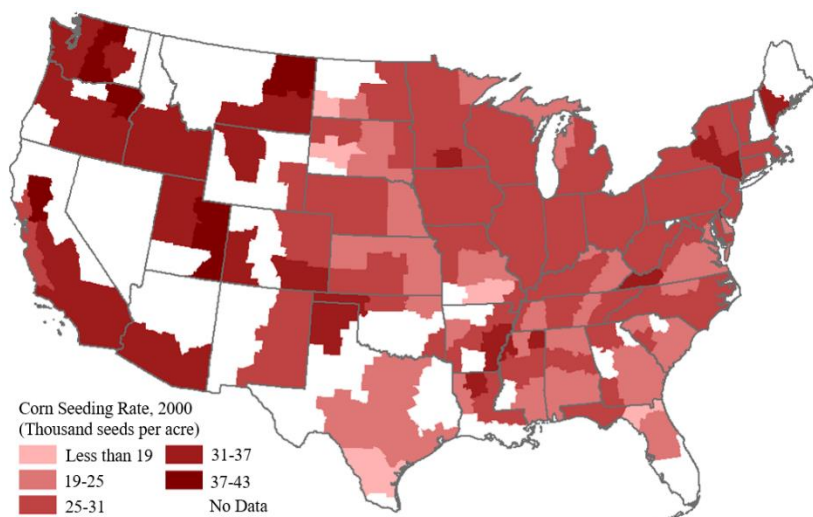 Corn Seeding Rate, 2000
(Thousand seeds per acre)
Less than 19
31-37
19-25
37-43
25-31
No Data